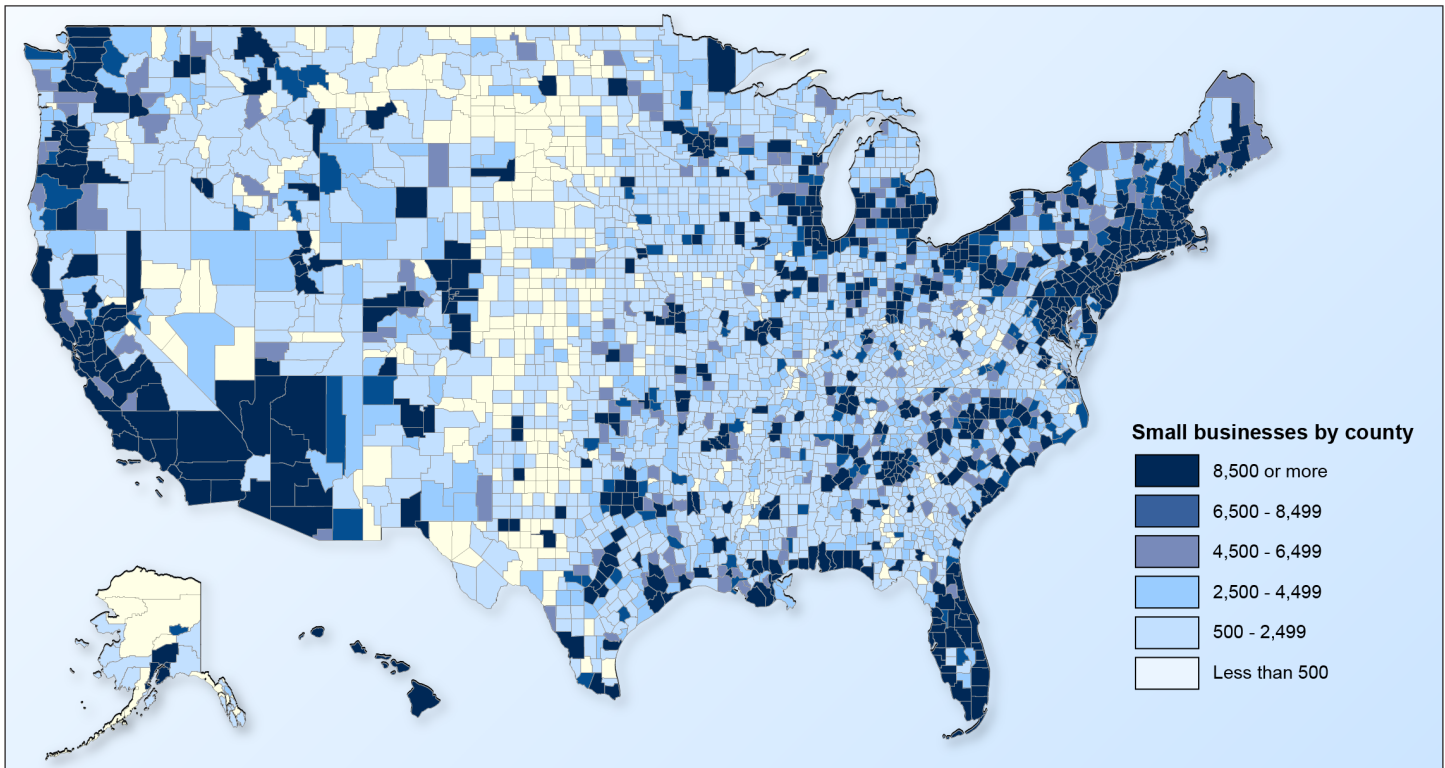 Small businesses by county
8,500 or more
6,500 - 8,499
4,500 - 6,499
2,500 - 4,499
500 - 2,499
Less than 500